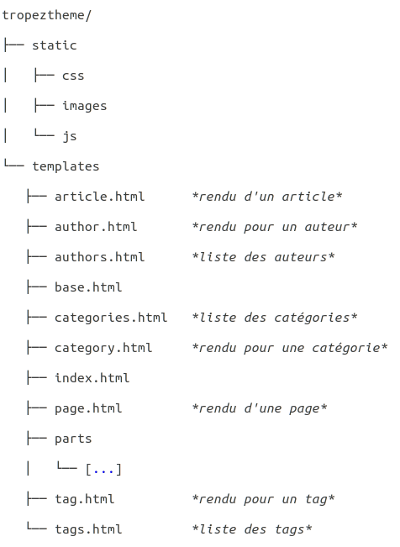 tropeztheme/
├── static
│   ├── css
│   ├── images
│   └── js
└── templates
    ├── article.html      *rendu d'un article*
    ├── author.html       *rendu pour un auteur*
    ├── authors.html      *liste des auteurs*
    ├── base.html
    ├── categories.html   *liste des catégories*
    ├── category.html     *rendu pour une catégorie*
    ├── index.html
    ├── page.html         *rendu d'une page*
    ├── parts
    │   └── [...]
    ├── tag.html          *rendu pour un tag*
    └── tags.html         *liste des tags*